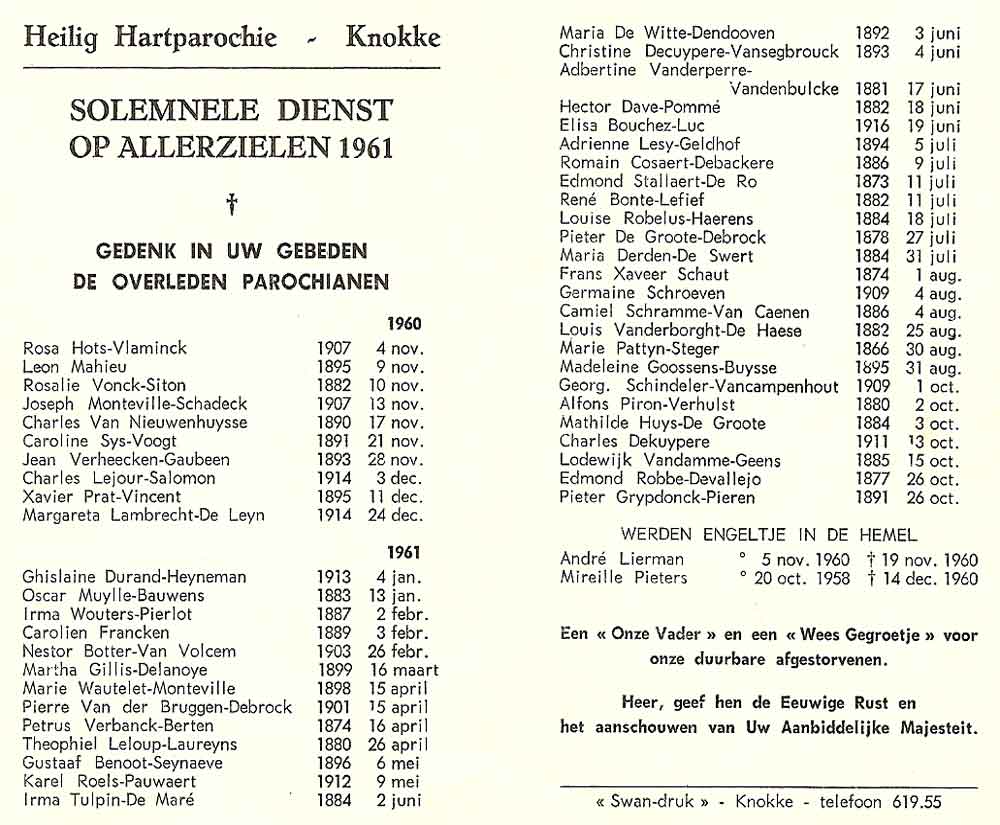 Heilig Hartparochie - Knokke
SOLEMNELE DIENST
OP ALLERZIELEN 1961
†
GEDENK IN UW GEBEDEN
DE OVERLEDEN PAROCHIANEN
1960
Rosa Hots-Vlaminck 1907 4 nov.
Leon Mahieu 1895 9 nov.
Rosalie Vonck-Siton 1882 10 nov.
Joseph Monteville-Schadeck 1907 13 nov.
Charles Van Nieuwenhuysse 1890 17 nov.
Caroline Sys-Voogt 1891 21 nov.
Jean Verheecken-Gaubeen 1893 28 nov.
Charles Lejour-Salomon 1914 3 dec.
Xavier Prat-Vincent 1895 11 dec.
Margareta Lambrecht-De Leyn 1914 24 dec.
1961
Ghislaine Durand-Heyneman 1913 4 jan.
Oscar Muylle-Bauwens 1883 13 jan.
Irma Wouters-Pierlot 1887 2 febr.
Carolien Francken 1889 3 febr.
Nestor Botter-Van Volcem 1903 26 febr.
Martha Gillis-Delanoye 1899 16 maart
Marie Wautelet-Monteville 1898 15 april
Pierre Van der Bruggen-Debrock 1901 15 april
Petrus Verbanck-Berten 1874 16 april
Theophiel Leloup-Laureyns 1880 26 april
Gustaaf Benoot-Seynaeve 1896 6 mei
Karel Roels-Pauwaert 1912 9 mei
Irma Tulpin-De Maré 1884 2 juni
Maria De Witte-Dendooven 1892 3 juni
Christine Decuypere-Vansegbrouck 1893 4 juni
Adbertine Vanderperre-
Vandenbulcke 1881 17 juni
Hector Dave-Pommé 1882 18 juni
Elisa Bouchez-Luc 1916 19 juni
Adrienne Lesy-Geldhof 1894 5 juli
Romain Cosaert-Debackere 1886 9 juli
Edmond Stallaert-De Ro 1873 11 juli
René Bonte-Lefief 1882 11 juli
Louise Robelus-Haerens 1884 18 juli
Pieter De Groote-Debrock 1878 27 juli
Maria Derden-De Swert 1884 31 juli
Frans Xaveer Schaut 1874 1 aug.
Germaine Schroeven 1909 4 aug.
Camiel Schramme-Van Caenen 1886 4 aug.
Louis Vanderborght-De Haese 1882 25 aug.
Marie Pattyn-Steger 1866 30 aug.
Madeleine Goossens-Buysse 1895 31 aug.
Georg. Schindeler-Vancampenhout 1909 1 oct.
Alfons Piron-Verhulst 1880 2 oct.
Mathilde Huys-De Groote 1884 3 oct.
Charles Dekuypere 1911 13 oct.
Lodewijk Vandamme-Geens 1885 15 oct.
Edmond Robbe-Devallejo 1877 26 oct.
Pieter Grypdonck-Pieren 1891 26 oct.
WERDEN ENGELTJE IN DE HEMEL
André Lierman ° 5 nov. 1960 † 19 nov. 1960
Mireille Pieters ° 20 oct. 1958 † 14 dec. 1960
Een « Onze Vader » en een « Wees Gegroetje » voor
onze duurbare afgestorvenen.
Heer, geef hen de Eeuwige Rust en
het aanschouwen van Uw Aanbiddelijke Majesteit.
« Swan-druk » - Knokke - telefoon 619.55